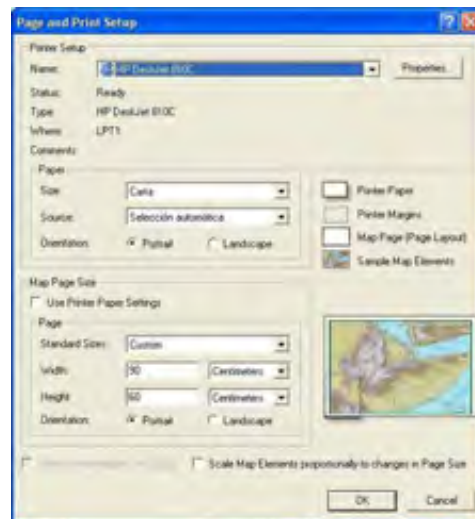 Page and Print Setup
Printer Setup
Name: HP DeskJet 810C Properties...
Status: Ready
Type: HP DeskJet 810C
Where: LPT1
Comments:
Paper
Size: Carta
Source: Selección automática
Orientation: Portrait Landscape
Printer Paper
Printer Margins
Map Page (Page Layout)
Sample Map Elements
Map Page Size
Use Printer Paper Settings
Page
Standard Sizes: Custom
Width: 90 Centimeters
Height: 60 Centimeters
Orientation: Portrait Landscape
Scale Map Elements proportionally to changes in Page Size
OK Cancel